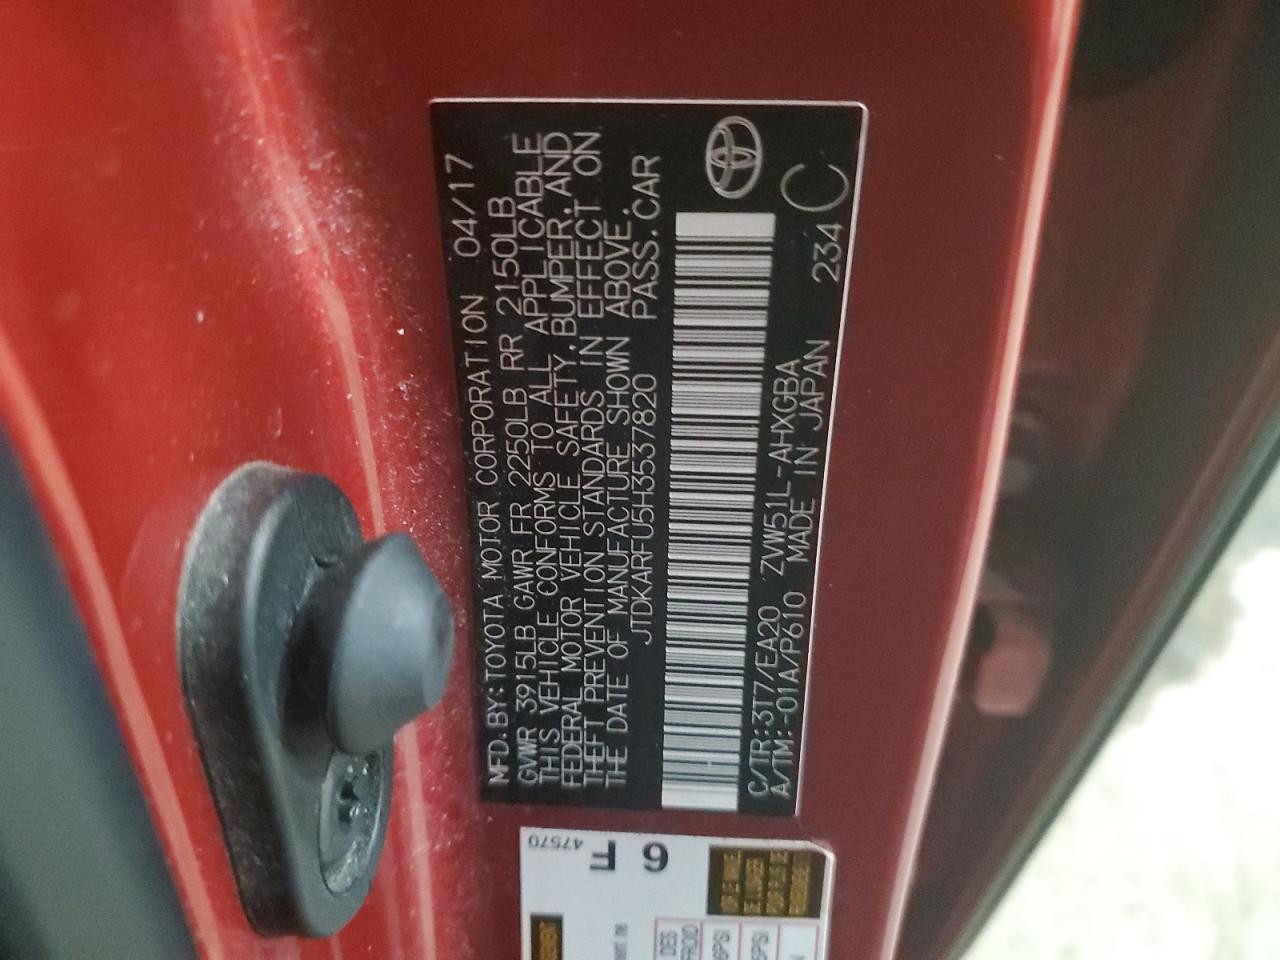 MFD. BY: TOYOTA MOTOR CORPORATION 04/17
GVWR 3915LB GAWR FR 2250LB RR 2150LB
THIS VEHICLE CONFORMS TO ALL APPLICABLE
FEDERAL MOTOR VEHICLE SAFETY, BUMPER, AND
THEFT PREVENTION STANDARDS IN EFFECT ON
THE DATE OF MANUFACTURE SHOWN ABOVE.
JTDKARFU5H3537820 PASS. CAR
C/TR:3T7/EA20 ZVW51L-AHXGBA
A/TM:-01A/P610 MADE IN JAPAN 234 C
47570
6 F
DES